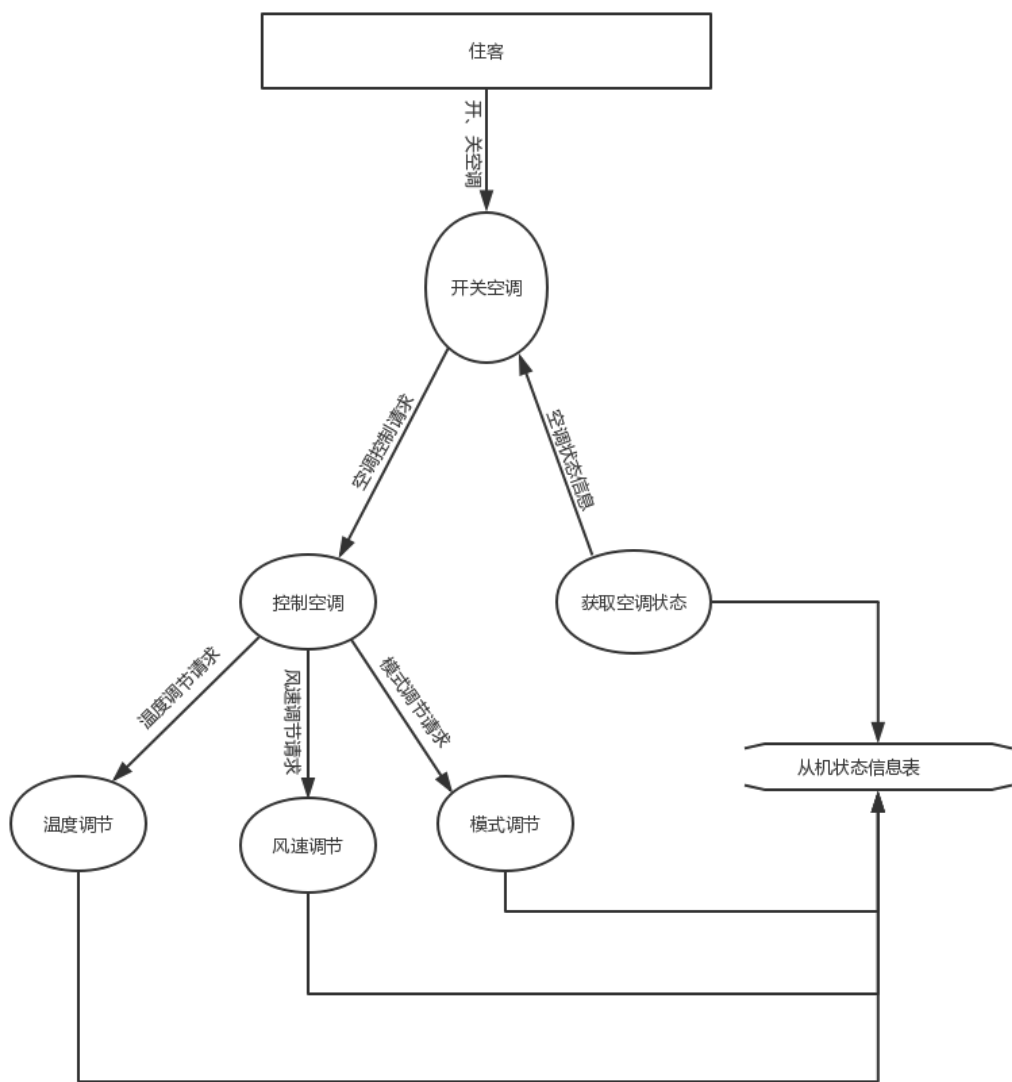 住客
开、关空调
开关空调
空调控制请求
空调状态信息
控制空调
获取空调状态
温度调节请求
风速调节请求
模式调节请求
从机状态信息表
温度调节
风速调节
模式调节